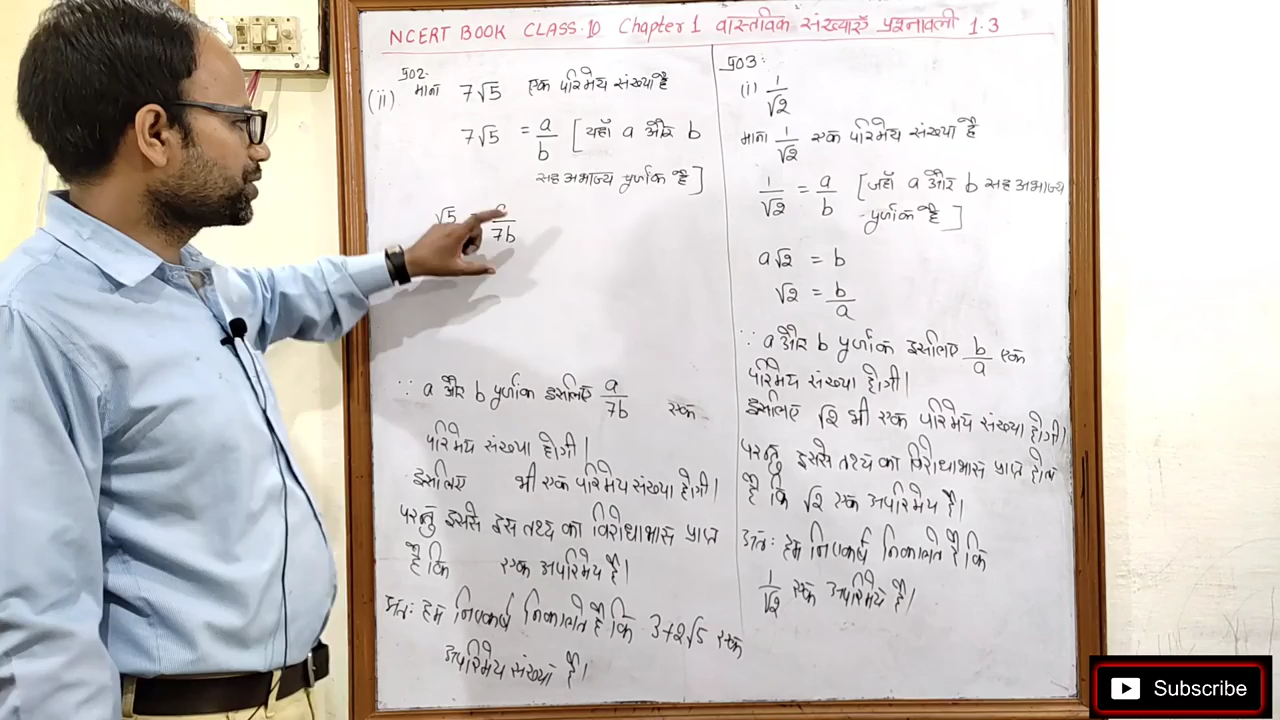 NCERT BOOK CLASS.10 Chapter 1 वास्तविक संख्याएँ प्रश्नावली 1.3
प्र02.
(ii) माना 7√5 एक परिमेय संख्या है
7√5 = a/b [यहाँ a और b
सह अभाज्य पूर्णांक है]
√5 = /7b
∵ a और b पूर्णांक इसलिए a/7b एक
परिमेय संख्या होगी।
इसलिए भी एक परिमेय संख्या होगी।
परन्तु इससे इस तथ्य का विरोधाभास प्राप्त
है कि एक अपरिमेय है।
अतः हम निष्कर्ष निकालते है कि 3+2√5 एक
अपरिमेय संख्या है।
प्र03:
(i) 1/√2
माना 1/√2 एक परिमेय संख्या है
1/√2 = a/b [जहाँ a और b सह अभाज्य
पूर्णांक है]
a√2 = b
√2 = b/a
∵ a और b पूर्णांक इसलिए b/a एक
परिमेय संख्या होगी।
इसलिए √2 भी एक परिमेय संख्या होगी।
परन्तु इससे तथ्य का विरोधाभास प्राप्त होता
है कि √2 एक अपरिमेय है।
अतः हम निष्कर्ष निकालते है कि
1/√2 एक अपरिमेय है।
Subscribe